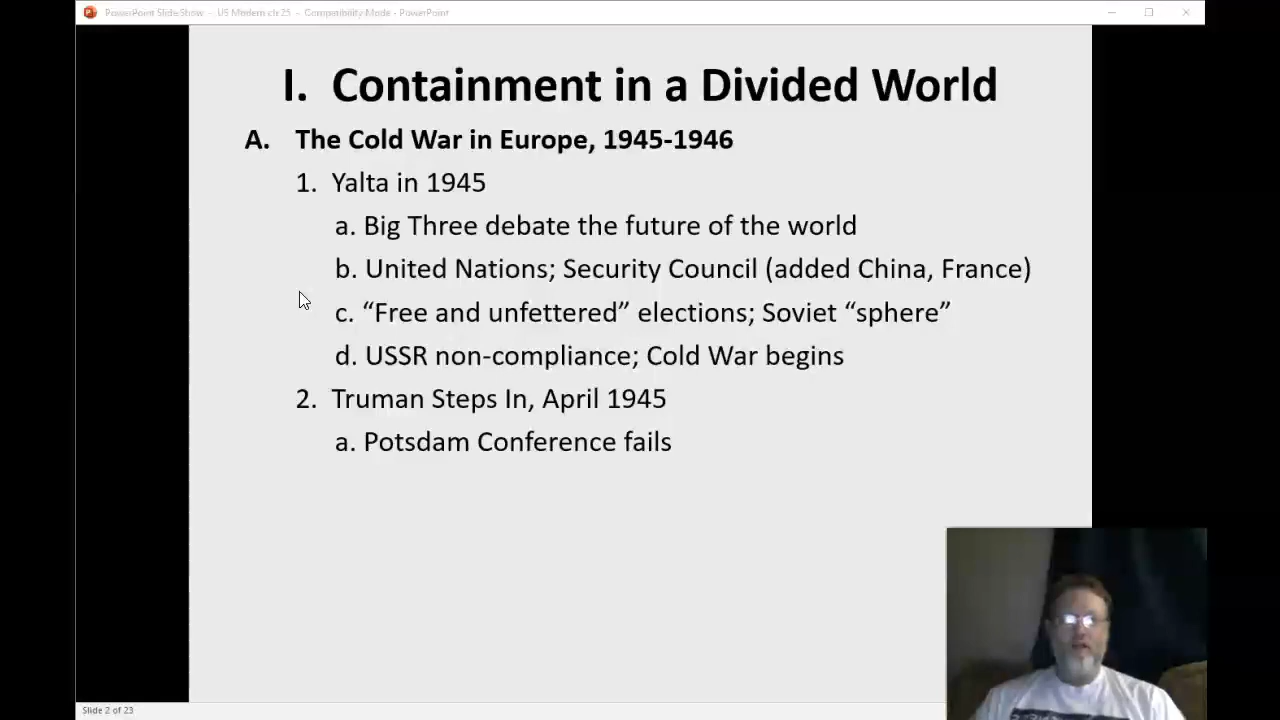 PowerPoint Slide Show - US Modern ch 25 - Compatibility Mode - PowerPoint
I. Containment in a Divided World
A. The Cold War in Europe, 1945-1946
1. Yalta in 1945
a. Big Three debate the future of the world
b. United Nations; Security Council (added China, France)
c. “Free and unfettered” elections; Soviet “sphere”
d. USSR non-compliance; Cold War begins
2. Truman Steps In, April 1945
a. Potsdam Conference fails
Slide 2 of 23